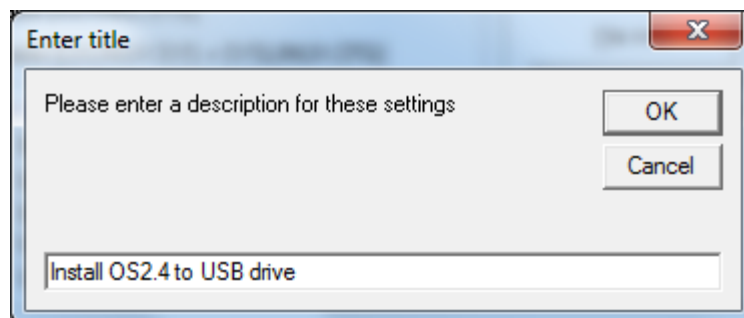 Enter title
Please enter a description for these settings
OK
Cancel
Install OS2.4 to USB drive